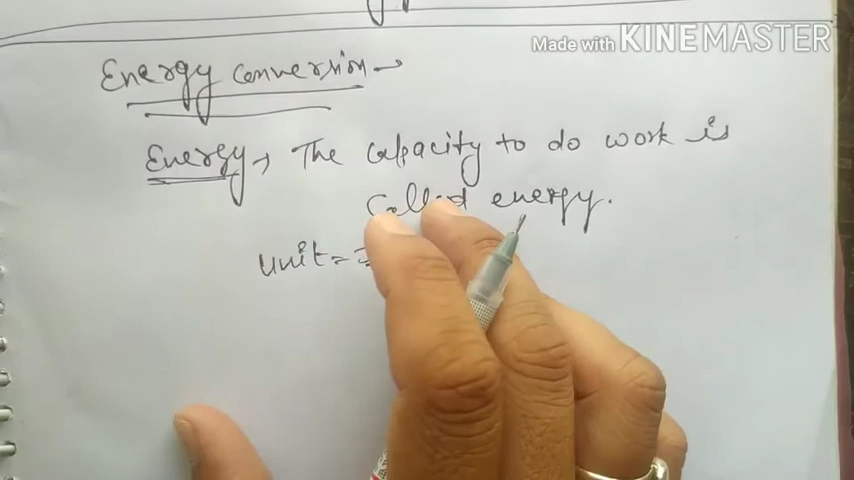 Made with KINEMASTER
Energy conversion →
Energy → The capacity to do work is
called energy.
unit =